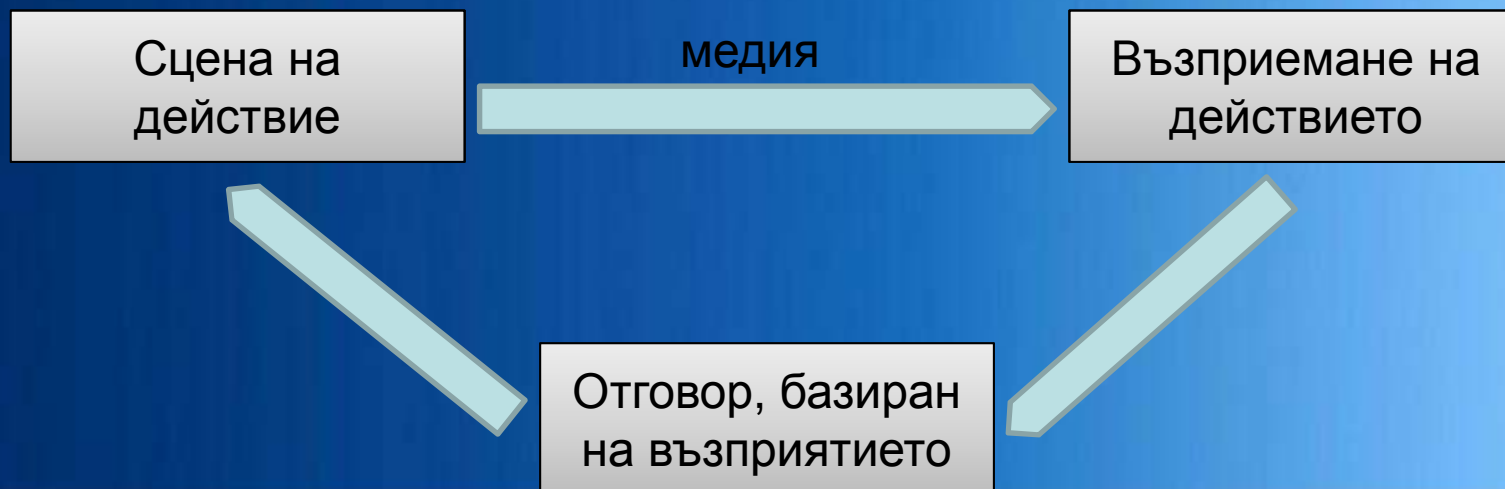 Сцена на
действие
медия
Възприемане на
действието
Отговор, базиран
на възприятието